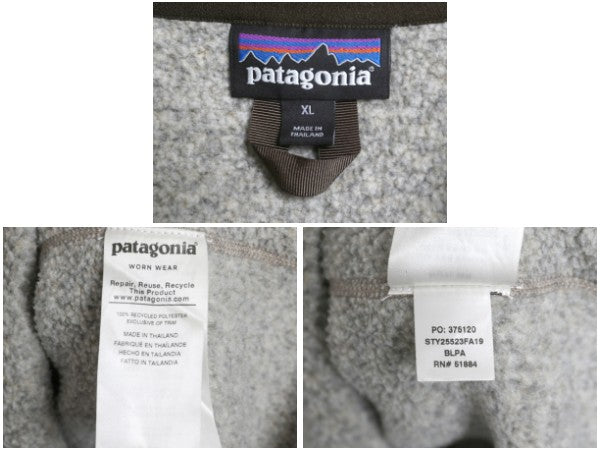 patagonia®
XL
MADE IN
THAILAND
patagonia®
WORN WEAR
Repair, Reuse, Recycle
This Product
www.patagonia.com
100% RECYCLED POLYESTER
EXCLUSIVE OF TRIM
MADE IN THAILAND
FABRIQUÉ EN THAÏLANDE
HECHO EN TAILANDIA
FATTO IN TAILANDIA
PO: 375120
STY25523FA19
BLPA
RN# 51884